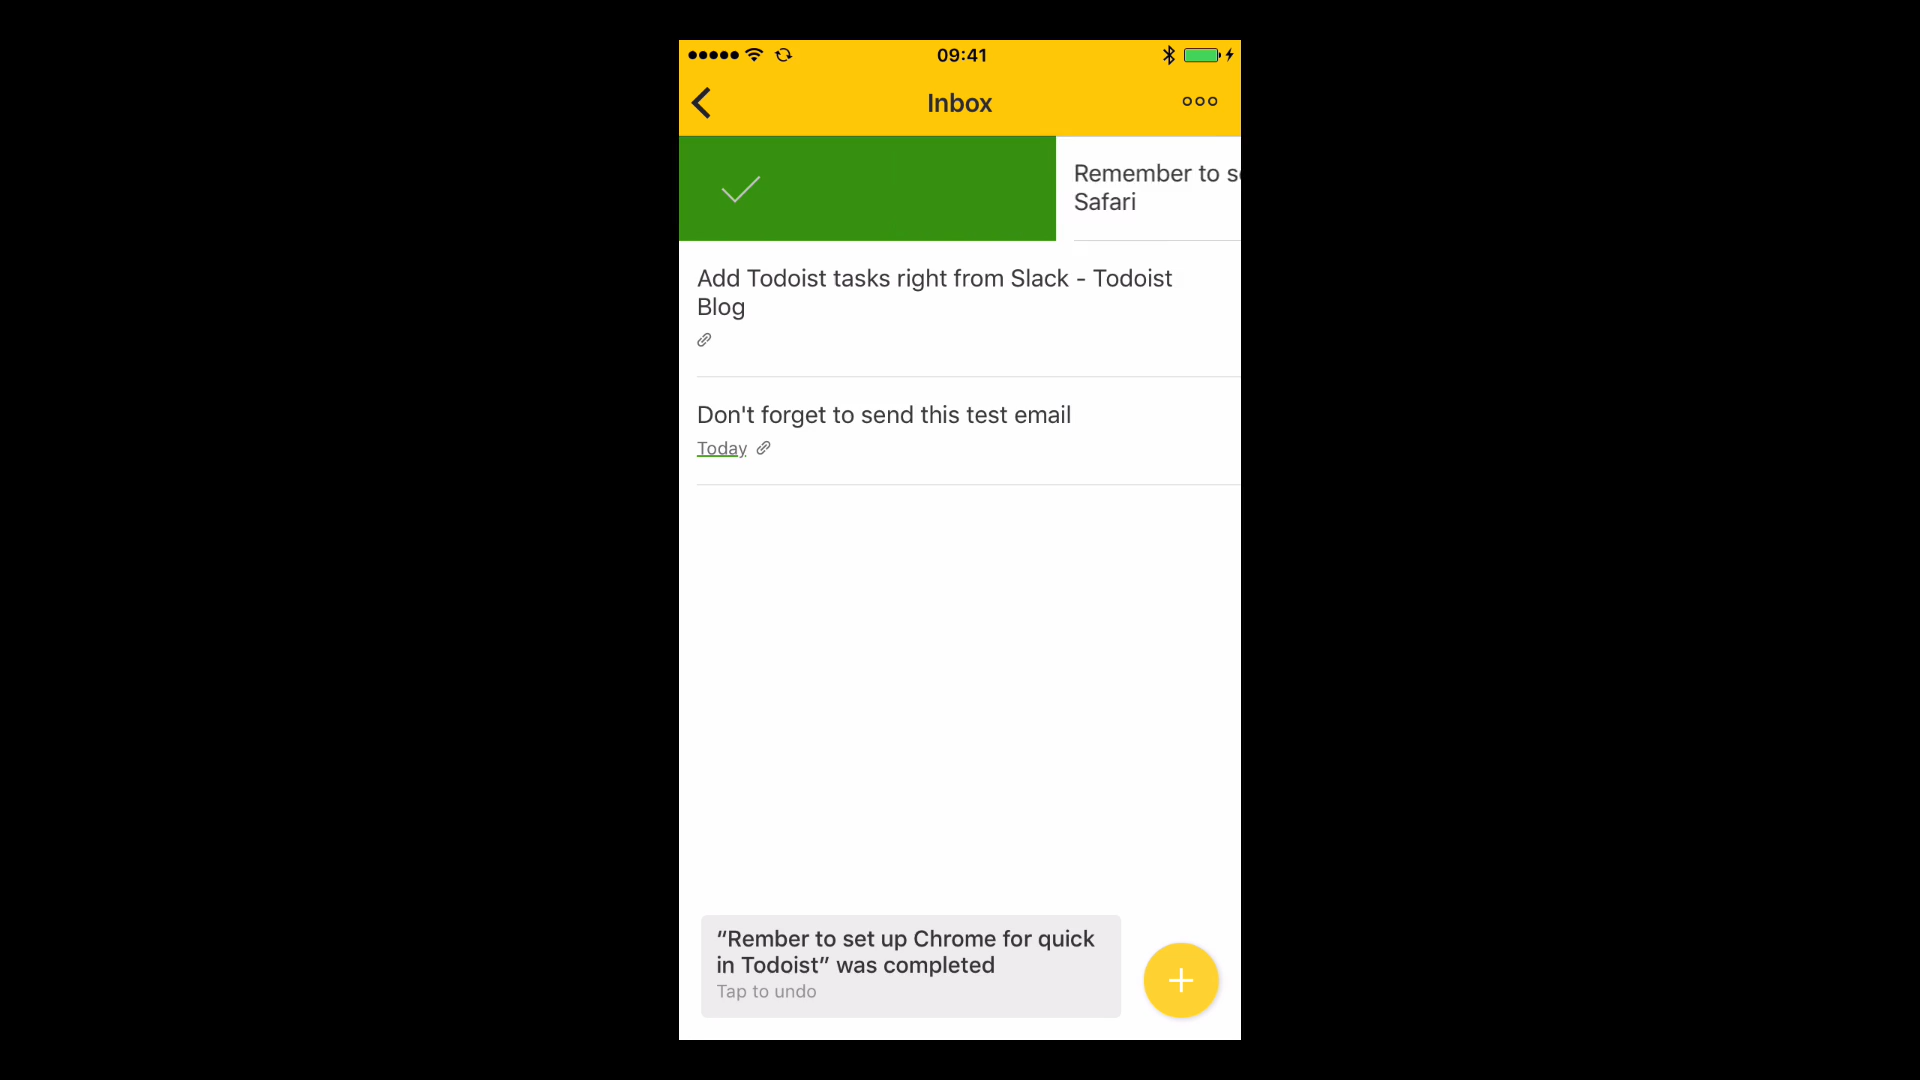 09:41
Inbox
Remember to
Safari
Add Todoist tasks right from Slack - Todoist
Blog
Don't forget to send this test email
Today
“Rember to set up Chrome for quick
in Todoist” was completed
Tap to undo